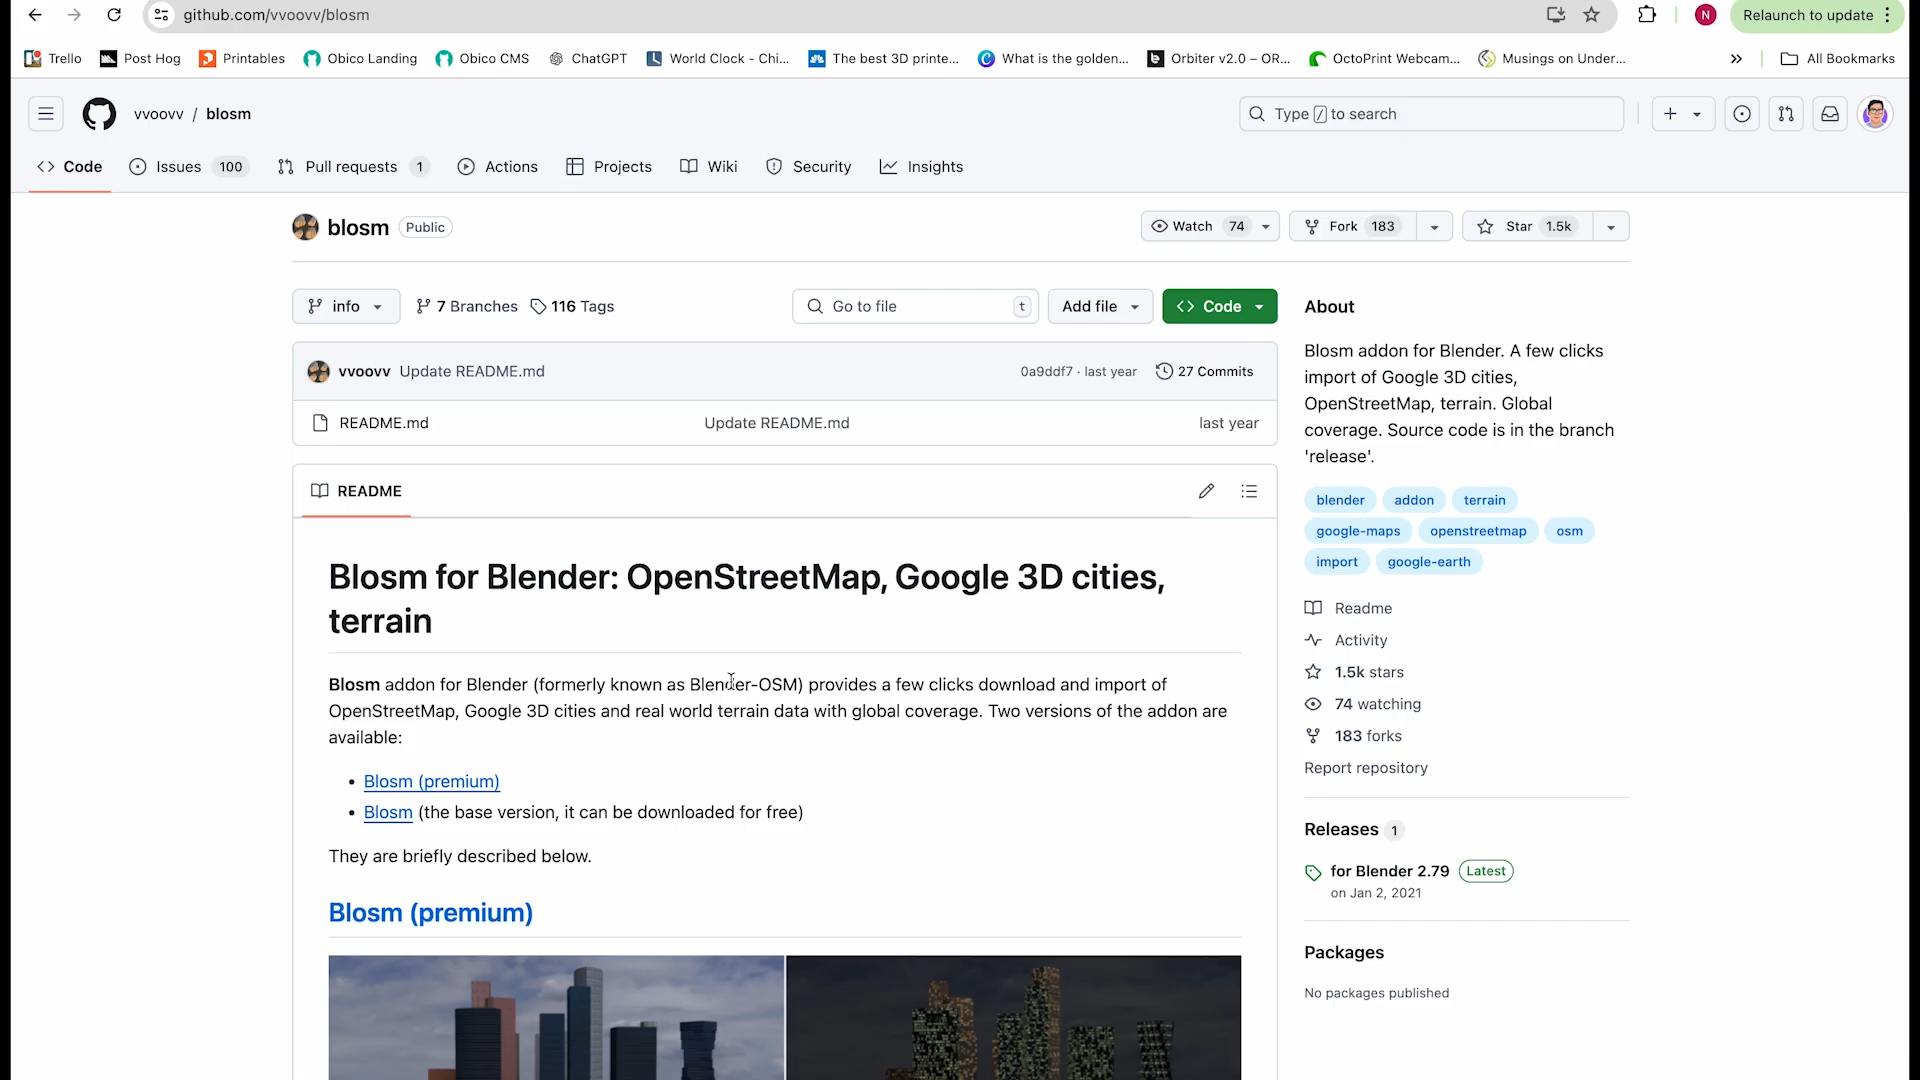 github.com/vvoovv/blosm
N
Relaunch to update
Trello
Post Hog
Printables
Obico Landing
Obico CMS
ChatGPT
World Clock - Chi...
The best 3D printe...
What is the golden...
Orbiter v2.0 – OR...
OctoPrint Webcam...
Musings on Under...
»
All Bookmarks
vvoovv / blosm
Type / to search
Code
Issues 100
Pull requests 1
Actions
Projects
Wiki
Security
Insights
blosm Public
Watch 74
Fork 183
Star 1.5k
info
7 Branches
116 Tags
Go to file t
Add file
<> Code
vvoovv Update README.md
0a9ddf7 · last year
27 Commits
README.md
Update README.md
last year
README
Blosm for Blender: OpenStreetMap, Google 3D cities,
terrain
Blosm addon for Blender (formerly known as Blender-OSM) provides a few clicks download and import of
OpenStreetMap, Google 3D cities and real world terrain data with global coverage. Two versions of the addon are
available:
• Blosm (premium)
• Blosm (the base version, it can be downloaded for free)
They are briefly described below.
Blosm (premium)
About
Blosm addon for Blender. A few clicks
import of Google 3D cities,
OpenStreetMap, terrain. Global
coverage. Source code is in the branch
'release'.
blender addon terrain
google-maps openstreetmap osm
import google-earth
Readme
Activity
1.5k stars
74 watching
183 forks
Report repository
Releases 1
for Blender 2.79 Latest
on Jan 2, 2021
Packages
No packages published